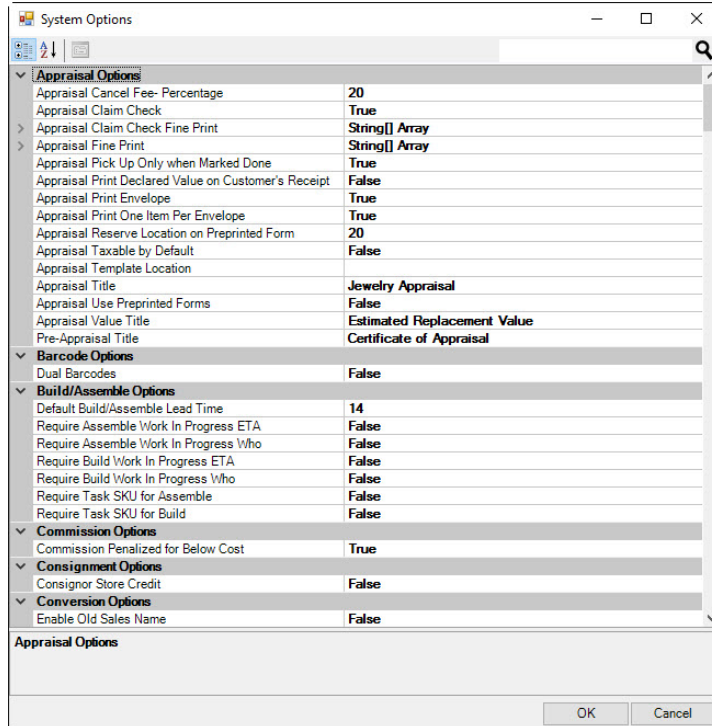 System Options
Appraisal Options
Appraisal Cancel Fee- Percentage 20
Appraisal Claim Check True
Appraisal Claim Check Fine Print String[] Array
Appraisal Fine Print String[] Array
Appraisal Pick Up Only when Marked Done True
Appraisal Print Declared Value on Customer's Receipt False
Appraisal Print Envelope True
Appraisal Print One Item Per Envelope True
Appraisal Reserve Location on Preprinted Form 20
Appraisal Taxable by Default False
Appraisal Template Location
Appraisal Title Jewelry Appraisal
Appraisal Use Preprinted Forms False
Appraisal Value Title Estimated Replacement Value
Pre-Appraisal Title Certificate of Appraisal
Barcode Options
Dual Barcodes False
Build/Assemble Options
Default Build/Assemble Lead Time 14
Require Assemble Work In Progress ETA False
Require Assemble Work In Progress Who False
Require Build Work In Progress ETA False
Require Build Work In Progress Who False
Require Task SKU for Assemble False
Require Task SKU for Build False
Commission Options
Commission Penalized for Below Cost True
Consignment Options
Consignor Store Credit False
Conversion Options
Enable Old Sales Name False
Appraisal Options
OK Cancel